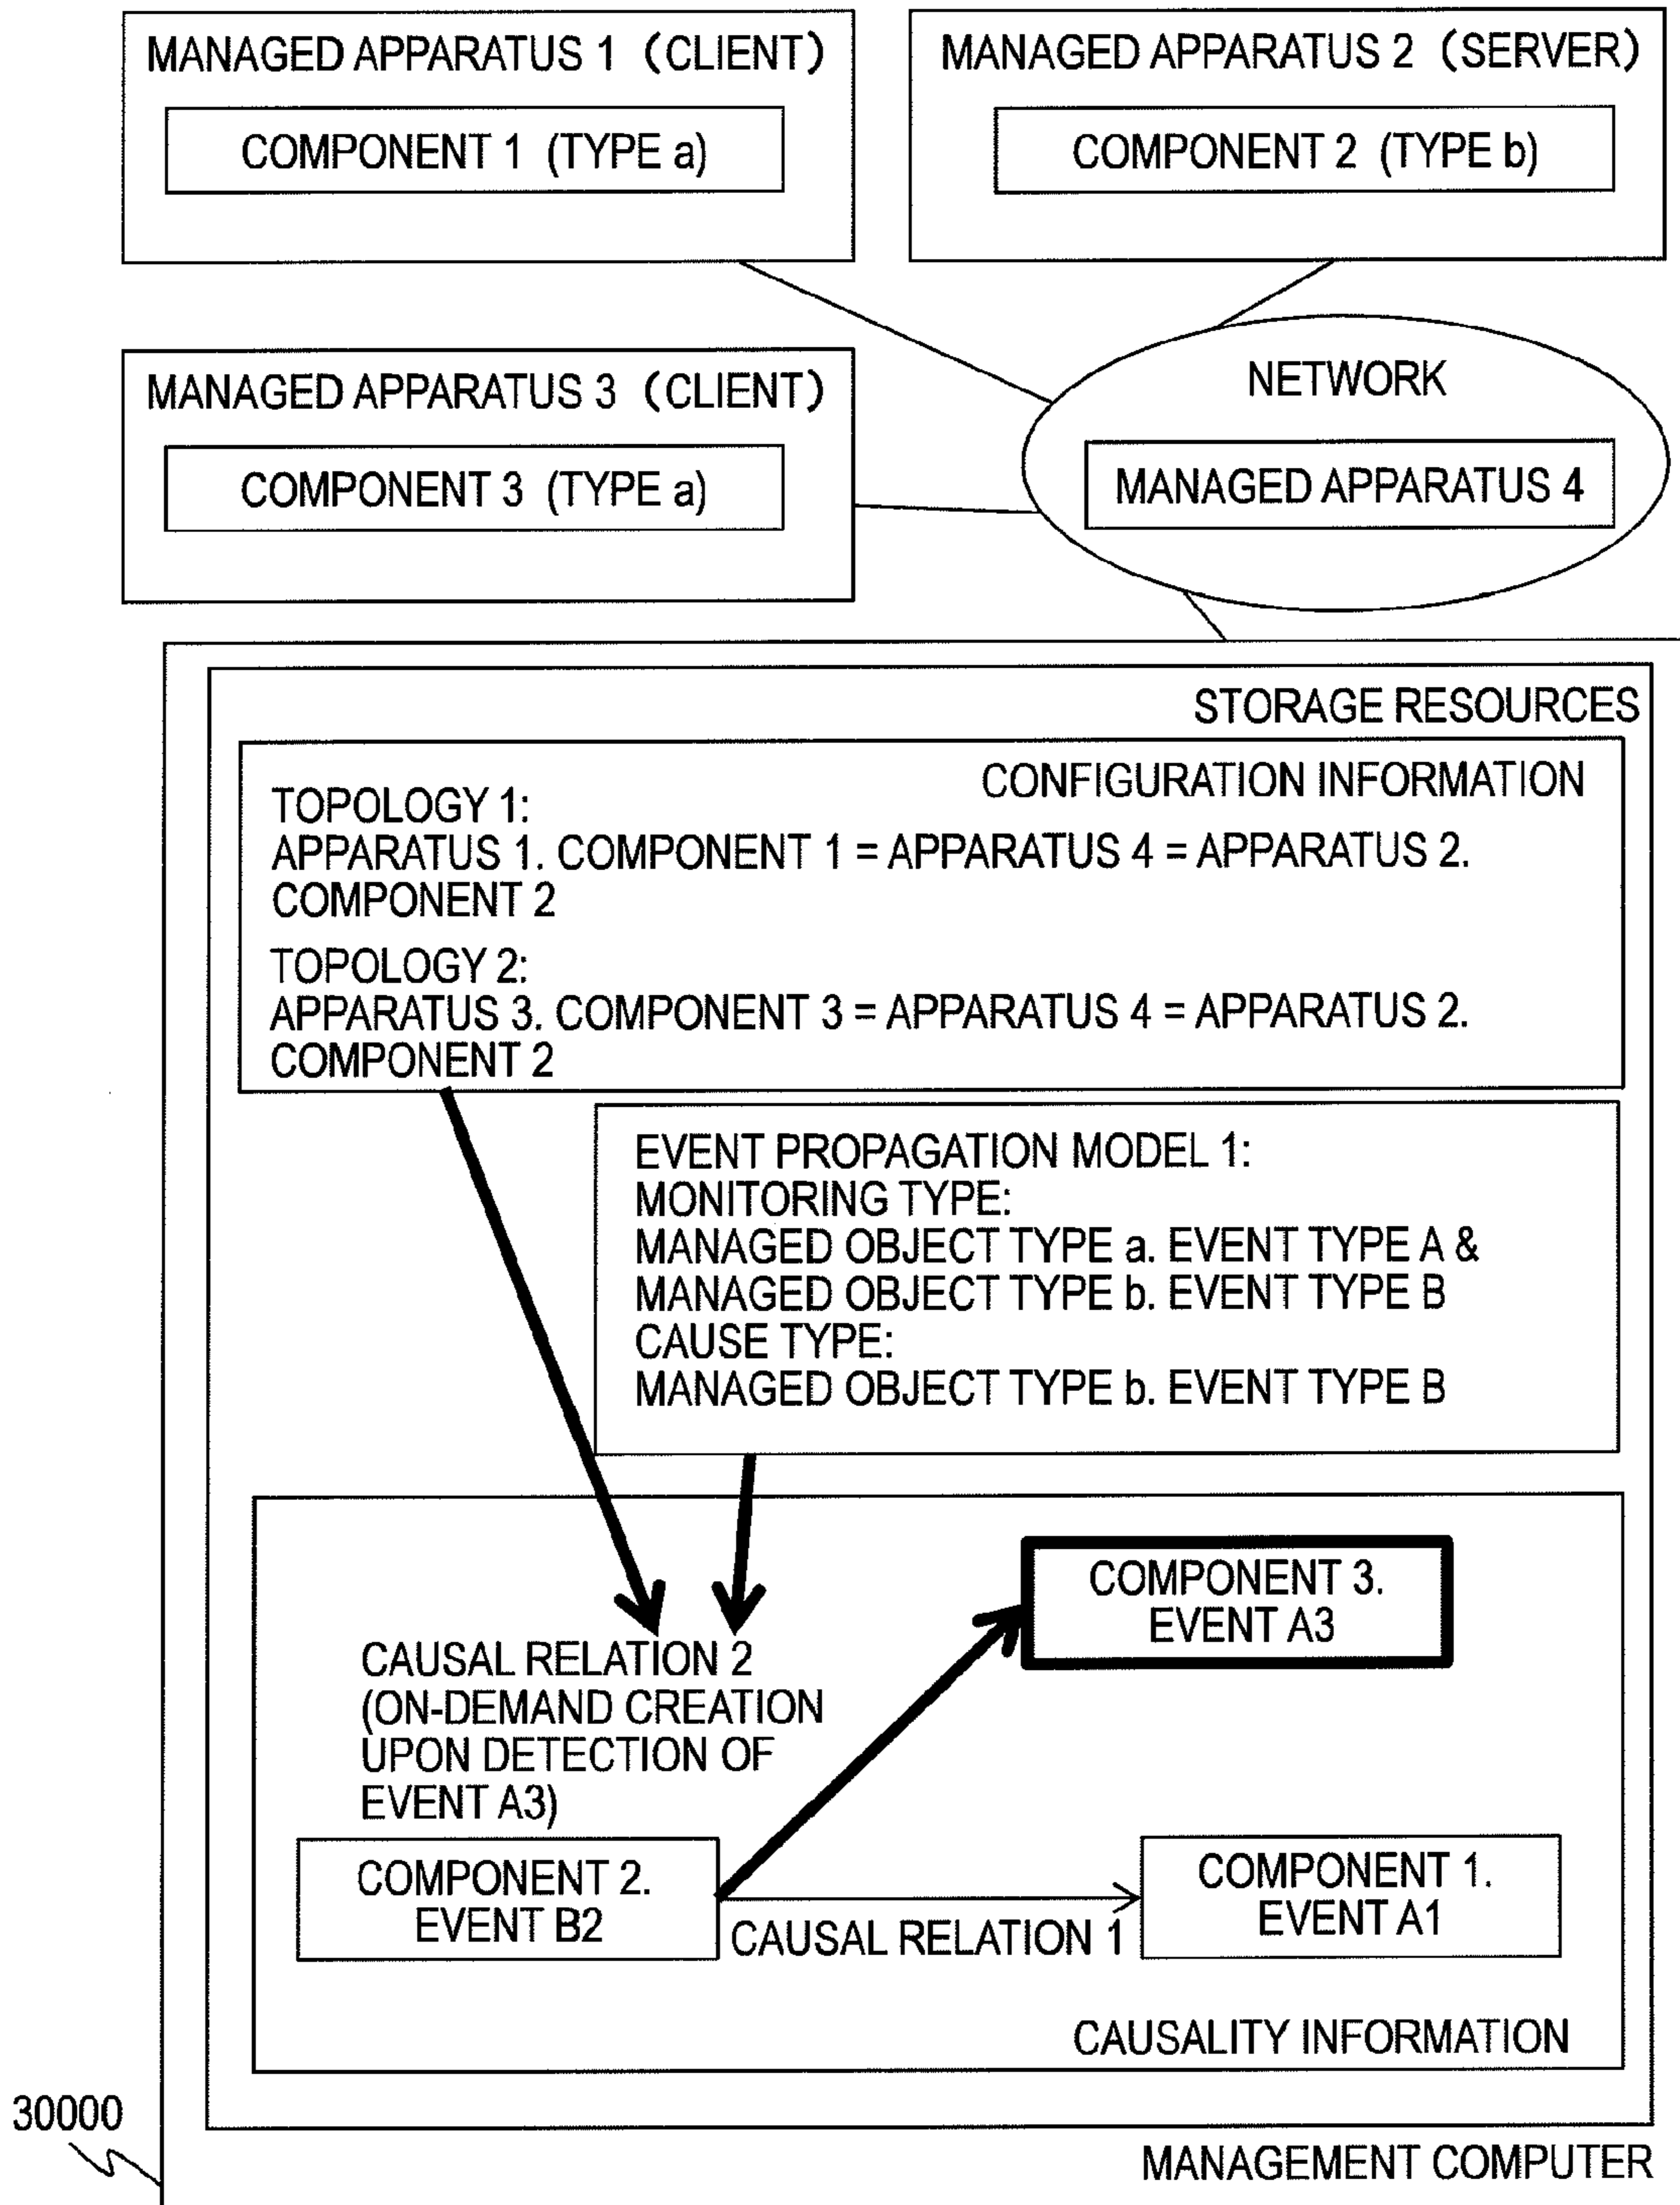 MANAGED APPARATUS 1 (CLIENT)
COMPONENT 1 (TYPE a)
MANAGED APPARATUS 2 (SERVER)
COMPONENT 2 (TYPE b)
MANAGED APPARATUS 3 (CLIENT)
COMPONENT 3 (TYPE a)
NETWORK
MANAGED APPARATUS 4
STORAGE RESOURCES
CONFIGURATION INFORMATION
TOPOLOGY 1:
APPARATUS 1. COMPONENT 1 = APPARATUS 4 = APPARATUS 2.
COMPONENT 2
TOPOLOGY 2:
APPARATUS 3. COMPONENT 3 = APPARATUS 4 = APPARATUS 2.
COMPONENT 2
EVENT PROPAGATION MODEL 1:
MONITORING TYPE:
MANAGED OBJECT TYPE a. EVENT TYPE A &
MANAGED OBJECT TYPE b. EVENT TYPE B
CAUSE TYPE:
MANAGED OBJECT TYPE b. EVENT TYPE B
COMPONENT 3.
EVENT A3
CAUSAL RELATION 2
(ON-DEMAND CREATION
UPON DETECTION OF
EVENT A3)
COMPONENT 2.
EVENT B2
CAUSAL RELATION 1
COMPONENT 1.
EVENT A1
CAUSALITY INFORMATION
30000
MANAGEMENT COMPUTER